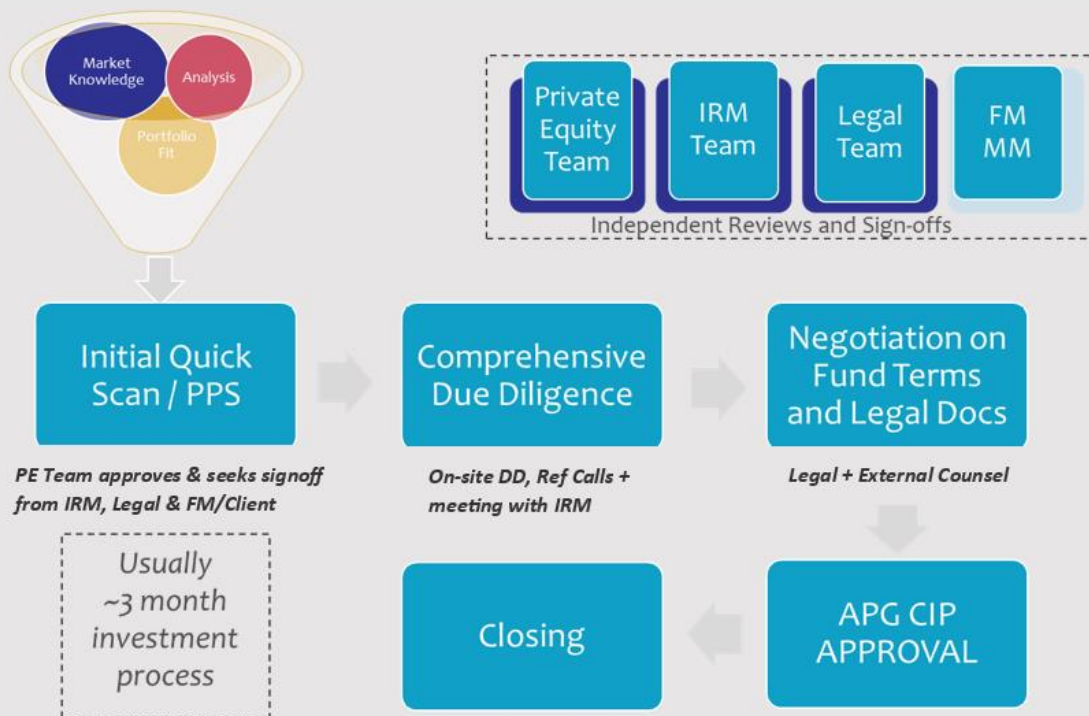 Market
Knowledge
Analysis
Portfolio
Fit
Private
Equity
Team
IRM
Team
Legal
Team
FM
MM
Independent Reviews and Sign-offs
Initial Quick
Scan / PPS
Comprehensive
Due Diligence
Negotiation on
Fund Terms
and Legal Docs
PE Team approves & seeks signoff
from IRM, Legal & FM/Client
On-site DD, Ref Calls +
meeting with IRM
Legal + External Counsel
Usually
~3 month
investment
process
Closing
APG CIP
APPROVAL